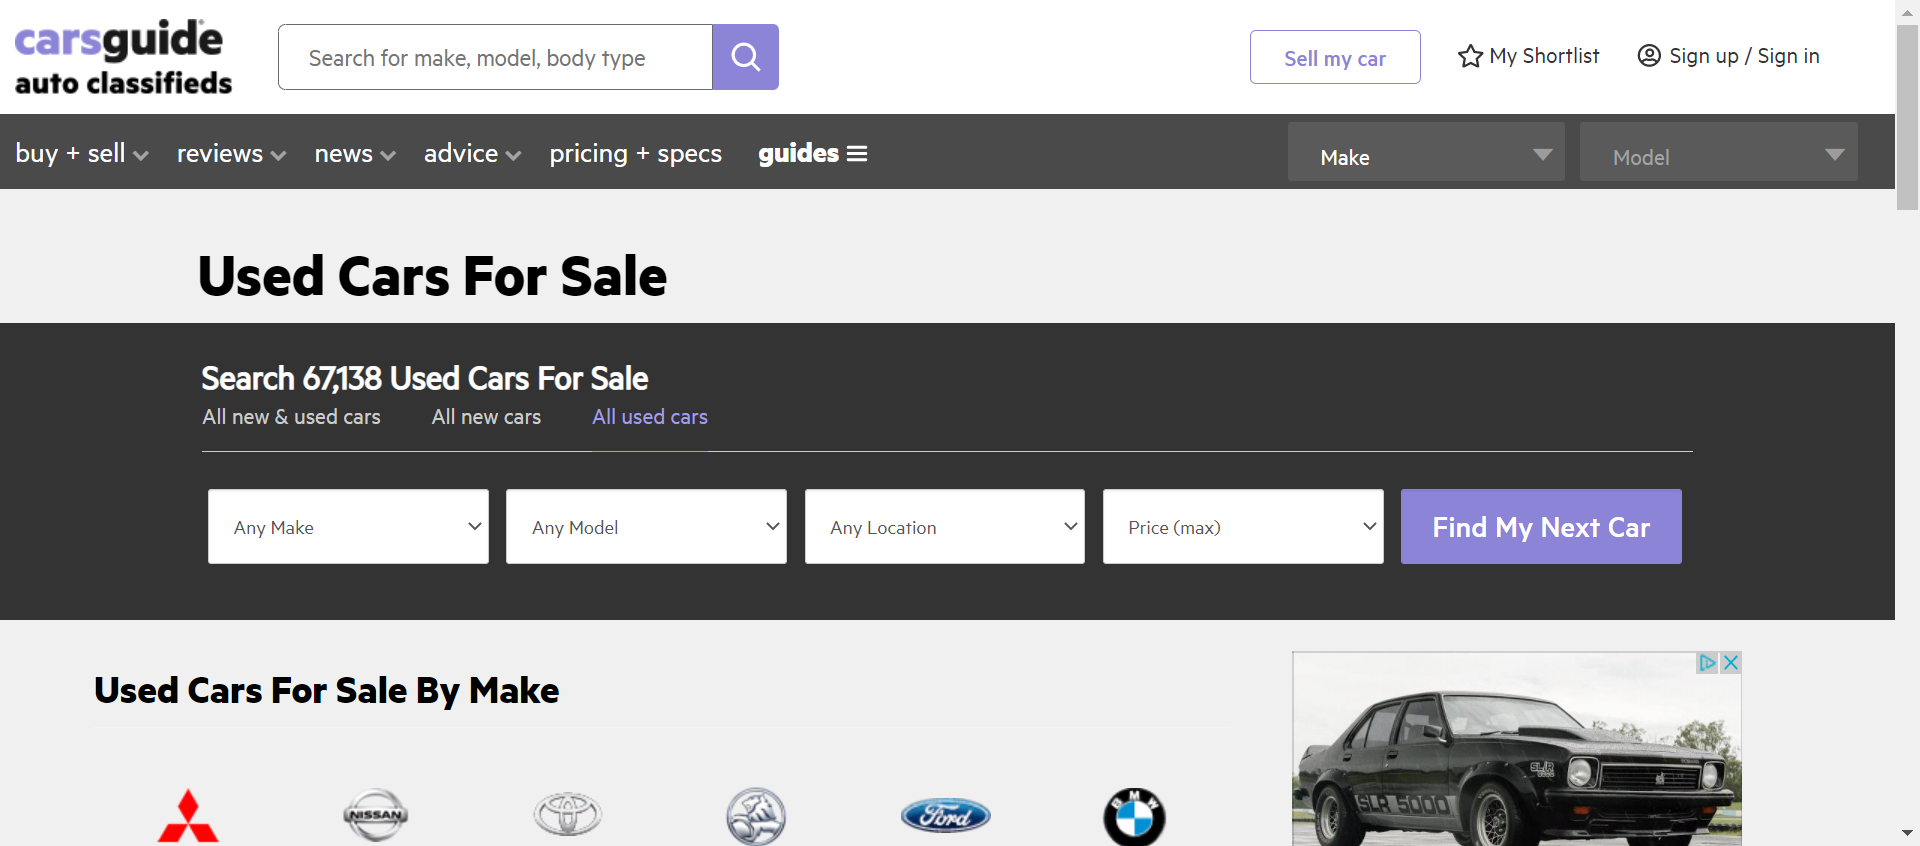 carsguide
auto classifieds
Search for make, model, body type
Sell my car
My Shortlist
Sign up / Sign in
buy + sell
reviews
news
advice
pricing + specs
guides
Make
Model
Used Cars For Sale
Search 67,138 Used Cars For Sale
All new & used cars
All new cars
All used cars
Any Make
Any Model
Any Location
Price (max)
Find My Next Car
Used Cars For Sale By Make
NISSAN
Ford
BMW
SL/R
5000
SLR 5000